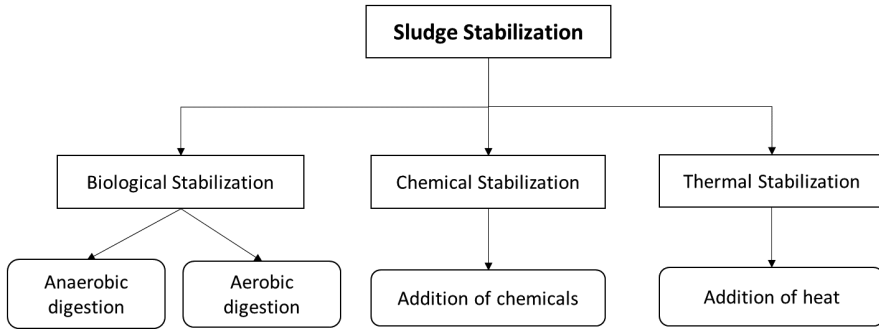 Sludge Stabilization
Biological Stabilization
Chemical Stabilization
Thermal Stabilization
Anaerobic
digestion
Aerobic
digestion
Addition of chemicals
Addition of heat